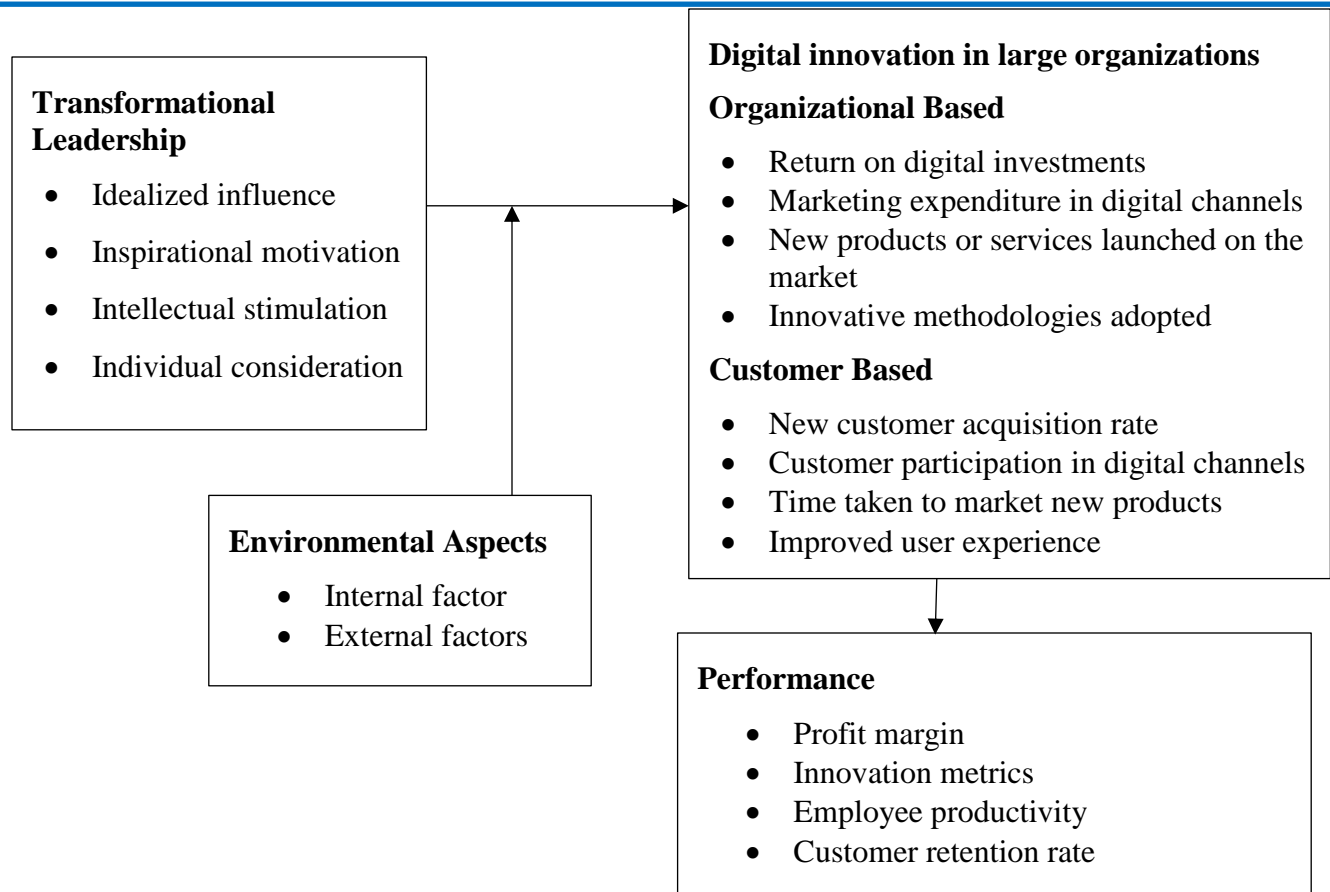 Transformational
Leadership
• Idealized influence
• Inspirational motivation
• Intellectual stimulation
• Individual consideration
Digital innovation in large organizations
Organizational Based
• Return on digital investments
• Marketing expenditure in digital channels
• New products or services launched on the
market
• Innovative methodologies adopted
Customer Based
• New customer acquisition rate
• Customer participation in digital channels
• Time taken to market new products
• Improved user experience
Environmental Aspects
• Internal factor
• External factors
Performance
• Profit margin
• Innovation metrics
• Employee productivity
• Customer retention rate